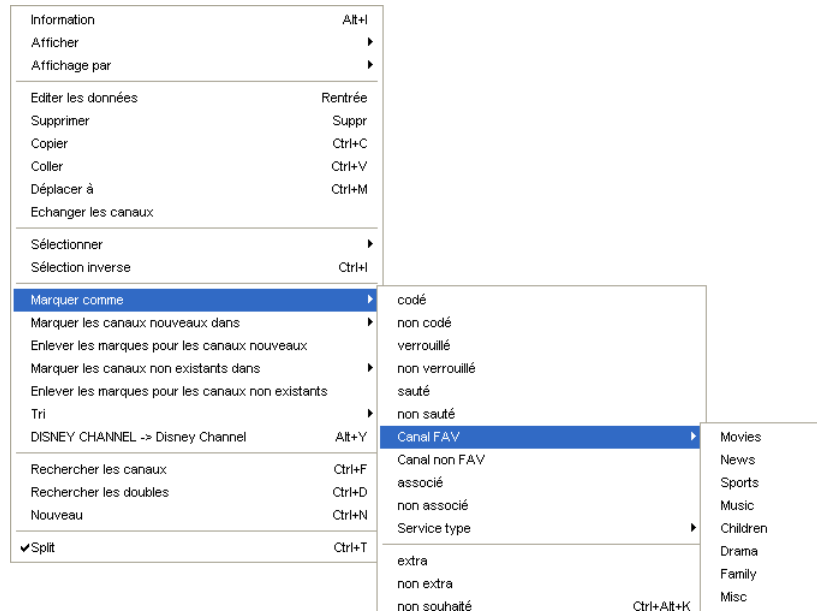 Information Alt+I
Afficher
Affichage par
Editer les données Rentrée
Supprimer Suppr
Copier Ctrl+C
Coller Ctrl+V
Déplacer à Ctrl+M
Echanger les canaux
Sélectionner
Sélection inverse Ctrl+I
Marquer comme
Marquer les canaux nouveaux dans
Enlever les marques pour les canaux nouveaux
Marquer les canaux non existants dans
Enlever les marques pour les canaux non existants
Tri
DISNEY CHANNEL -> Disney Channel Alt+Y
Rechercher les canaux Ctrl+F
Rechercher les doubles Ctrl+D
Nouveau Ctrl+N
✔Split Ctrl+T
codé
non codé
verrouillé
non verrouillé
sauté
non sauté
Canal FAV
Canal non FAV
associé
non associé
Service type
extra
non extra
non souhaité Ctrl+Alt+K
Movies
News
Sports
Music
Children
Drama
Family
Misc